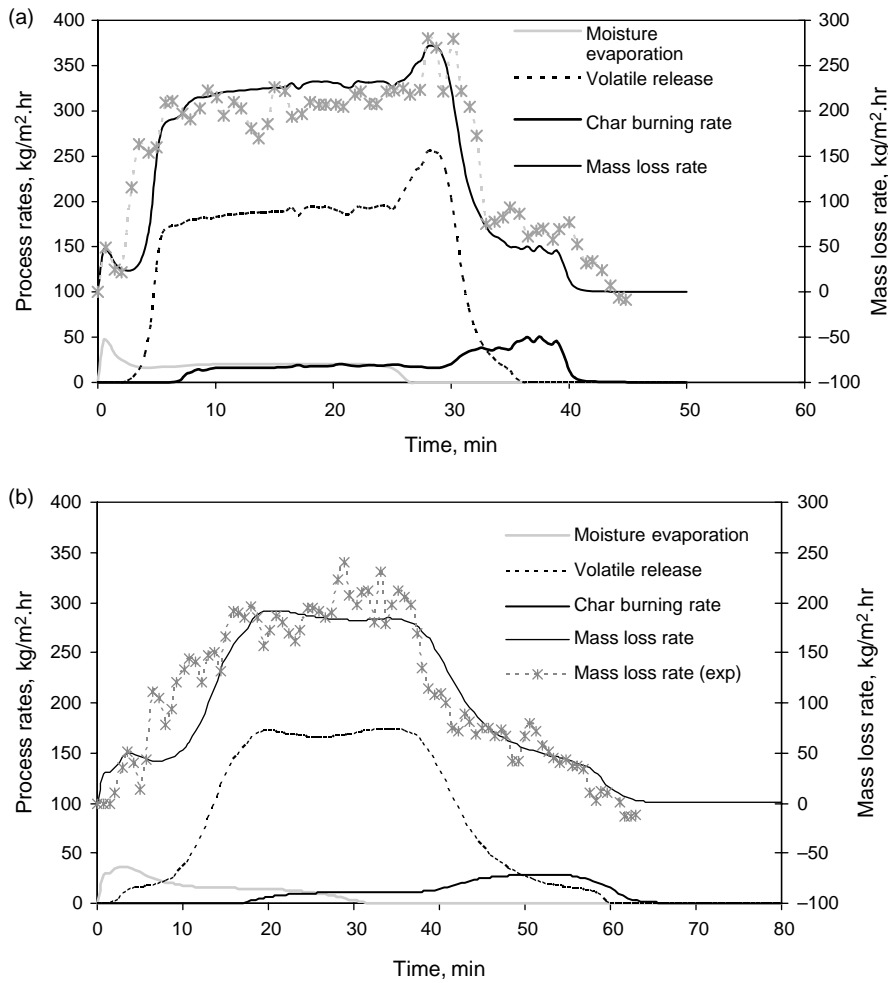 (a)
400
350
300
250
200
150
100
50
0
Process rates, kg/m².hr
Moisture
evaporation
Volatile release
Char burning rate
Mass loss rate
300
250
200
150
100
50
0
−50
−100
Mass loss rate, kg/m².hr
0
10
20
30
40
50
60
Time, min
(b)
400
350
300
250
200
150
100
50
0
Process rates, kg/m².hr
Moisture evaporation
Volatile release
Char burning rate
Mass loss rate
Mass loss rate (exp)
300
250
200
150
100
50
0
−50
−100
Mass loss rate, kg/m².hr
0
10
20
30
40
50
60
70
80
Time, min